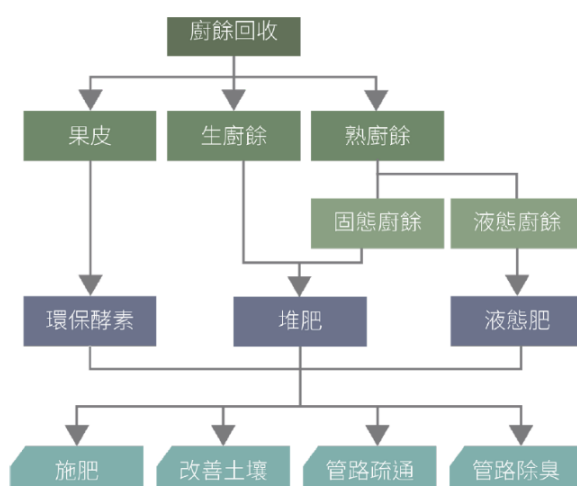 廚餘回收
果皮
生廚餘
熟廚餘
固態廚餘
液態廚餘
環保酵素
堆肥
液態肥
施肥
改善土壤
管路疏通
管路除臭